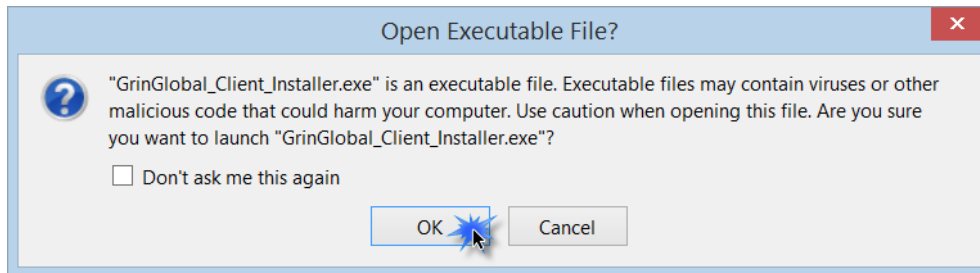 Open Executable File?
"GrinGlobal_Client_Installer.exe" is an executable file. Executable files may contain viruses or other
malicious code that could harm your computer. Use caution when opening this file. Are you sure
you want to launch "GrinGlobal_Client_Installer.exe"?
Don't ask me this again
OK Cancel